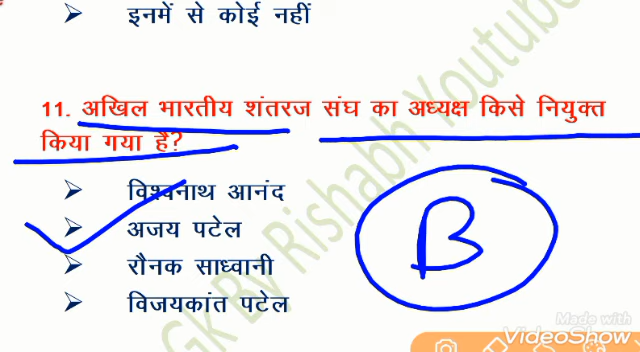 ➢ इनमें से कोई नहीं
11. अखिल भारतीय शंतरज संघ का अध्यक्ष किसे नियुक्त
किया गया है?
➢ विश्वनाथ आनंद
➢ अजय पटेल
➢ रौनक साध्वानी
➢ विजयकांत पटेल
B
Gk By Rishabh Youtube
Made with
VideoShow